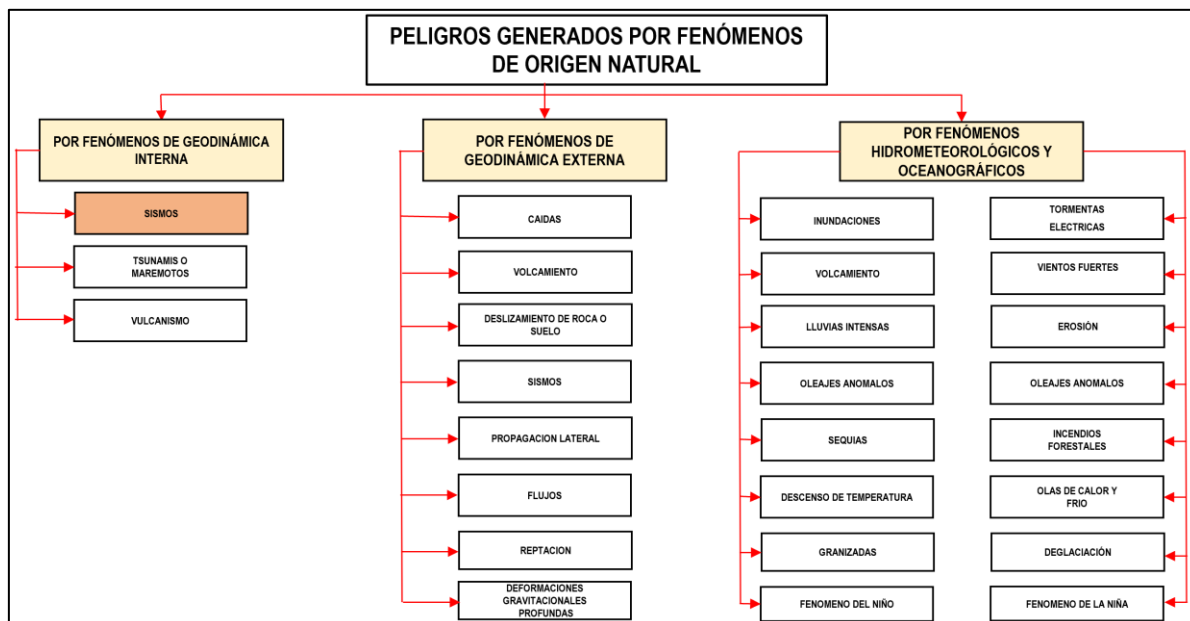 PELIGROS GENERADOS POR FENÓMENOS
DE ORIGEN NATURAL
POR FENÓMENOS DE GEODINÁMICA
INTERNA
SISMOS
TSUNAMIS O
MAREMOTOS
VULCANISMO
POR FENÓMENOS DE
GEODINÁMICA EXTERNA
CAIDAS
VOLCAMIENTO
DESLIZAMIENTO DE ROCA O
SUELO
SISMOS
PROPAGACION LATERAL
FLUJOS
REPTACION
DEFORMACIONES
GRAVITACIONALES
PROFUNDAS
POR FENÓMENOS
HIDROMETEOROLÓGICOS Y
OCEANOGRÁFICOS
INUNDACIONES
VOLCAMIENTO
LLUVIAS INTENSAS
OLEAJES ANOMALOS
SEQUIAS
DESCENSO DE TEMPERATURA
GRANIZADAS
FENOMENO DEL NIÑO
TORMENTAS
ELECTRICAS
VIENTOS FUERTES
EROSIÓN
OLEAJES ANOMALOS
INCENDIOS
FORESTALES
OLAS DE CALOR Y
FRIO
DEGLACIACIÓN
FENOMENO DE LA NIÑA